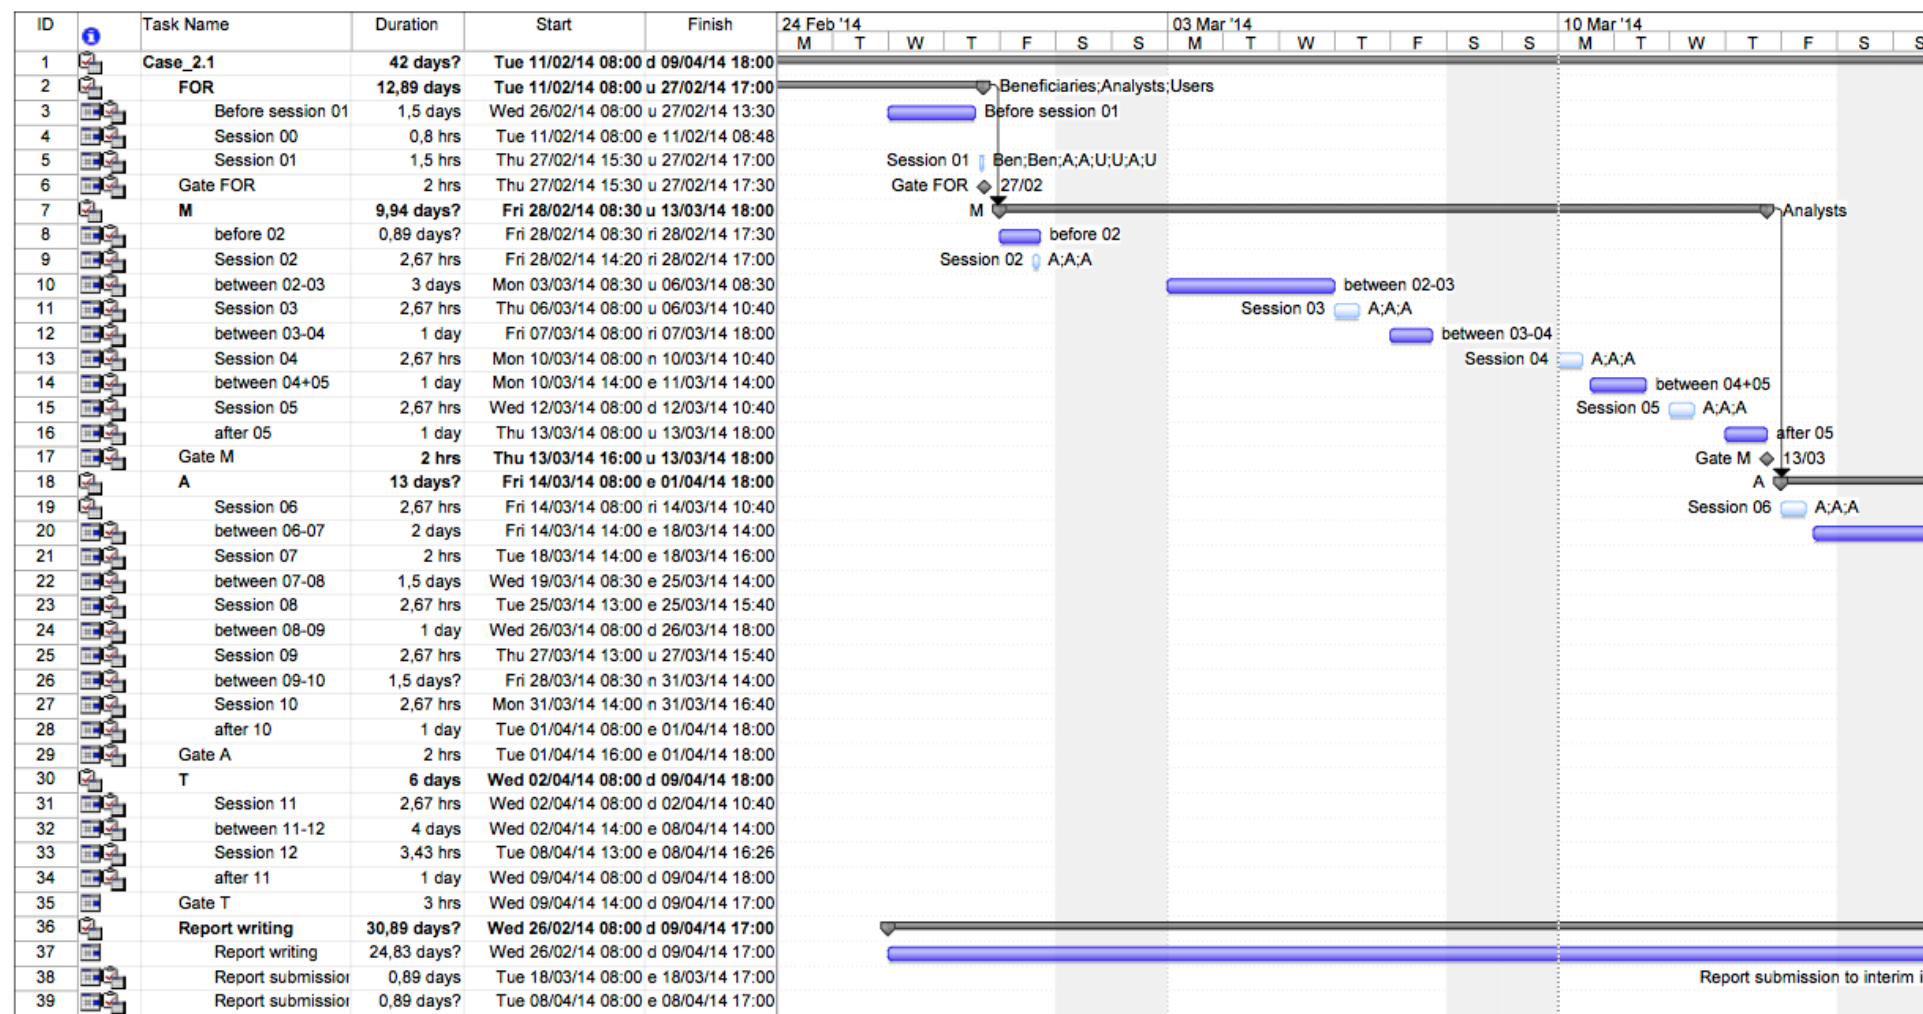 ID Task Name Duration Start Finish 24 Feb '14 03 Mar '14 10 Mar '14
M T W T F S S M T W T F S S M T W T F S S
1 Case_2.1 42 days? Tue 11/02/14 08:00 d 09/04/14 18:00
2 FOR 12,89 days Tue 11/02/14 08:00 u 27/02/14 17:00 Beneficiaries;Analysts;Users
3 Before session 01 1,5 days Wed 26/02/14 08:00 u 27/02/14 13:30 Before session 01
4 Session 00 0,8 hrs Tue 11/02/14 08:00 e 11/02/14 08:48
5 Session 01 1,5 hrs Thu 27/02/14 15:30 u 27/02/14 17:00 Session 01 Ben;Ben;A;A;U;U;A;U
6 Gate FOR 2 hrs Thu 27/02/14 15:30 u 27/02/14 17:30 Gate FOR 27/02
7 M 9,94 days? Fri 28/02/14 08:30 u 13/03/14 18:00 M Analysts
8 before 02 0,89 days? Fri 28/02/14 08:30 ri 28/02/14 17:30 before 02
9 Session 02 2,67 hrs Fri 28/02/14 14:20 ri 28/02/14 17:00 Session 02 A;A;A
10 between 02-03 3 days Mon 03/03/14 08:30 u 06/03/14 08:30 between 02-03
11 Session 03 2,67 hrs Thu 06/03/14 08:00 u 06/03/14 10:40 Session 03 A;A;A
12 between 03-04 1 day Fri 07/03/14 08:00 ri 07/03/14 18:00 between 03-04
13 Session 04 2,67 hrs Mon 10/03/14 08:00 n 10/03/14 10:40 Session 04 A;A;A
14 between 04+05 1 day Mon 10/03/14 14:00 e 11/03/14 14:00 between 04+05
15 Session 05 2,67 hrs Wed 12/03/14 08:00 d 12/03/14 10:40 Session 05 A;A;A
16 after 05 1 day Thu 13/03/14 08:00 u 13/03/14 18:00 after 05
17 Gate M 2 hrs Thu 13/03/14 16:00 u 13/03/14 18:00 Gate M 13/03
18 A 13 days? Fri 14/03/14 08:00 e 01/04/14 18:00 A
19 Session 06 2,67 hrs Fri 14/03/14 08:00 ri 14/03/14 10:40 Session 06 A;A;A
20 between 06-07 2 days Fri 14/03/14 14:00 e 18/03/14 14:00
21 Session 07 2 hrs Tue 18/03/14 14:00 e 18/03/14 16:00
22 between 07-08 1,5 days Wed 19/03/14 08:30 e 25/03/14 14:00
23 Session 08 2,67 hrs Tue 25/03/14 13:00 e 25/03/14 15:40
24 between 08-09 1 day Wed 26/03/14 08:00 d 26/03/14 18:00
25 Session 09 2,67 hrs Thu 27/03/14 13:00 u 27/03/14 15:40
26 between 09-10 1,5 days? Fri 28/03/14 08:30 n 31/03/14 14:00
27 Session 10 2,67 hrs Mon 31/03/14 14:00 n 31/03/14 16:40
28 after 10 1 day Tue 01/04/14 08:00 e 01/04/14 18:00
29 Gate A 2 hrs Tue 01/04/14 16:00 e 01/04/14 18:00
30 T 6 days Wed 02/04/14 08:00 d 09/04/14 18:00
31 Session 11 2,67 hrs Wed 02/04/14 08:00 d 02/04/14 10:40
32 between 11-12 4 days Wed 02/04/14 14:00 e 08/04/14 14:00
33 Session 12 3,43 hrs Tue 08/04/14 13:00 e 08/04/14 16:26
34 after 11 1 day Wed 09/04/14 08:00 d 09/04/14 18:00
35 Gate T 3 hrs Wed 09/04/14 14:00 d 09/04/14 17:00
36 Report writing 30,89 days? Wed 26/02/14 08:00 d 09/04/14 17:00
37 Report writing 24,83 days? Wed 26/02/14 08:00 d 09/04/14 17:00
38 Report submission 0,89 days Tue 18/03/14 08:00 e 18/03/14 17:00 Report submission to interim i
39 Report submission 0,89 days? Tue 08/04/14 08:00 e 08/04/14 17:00